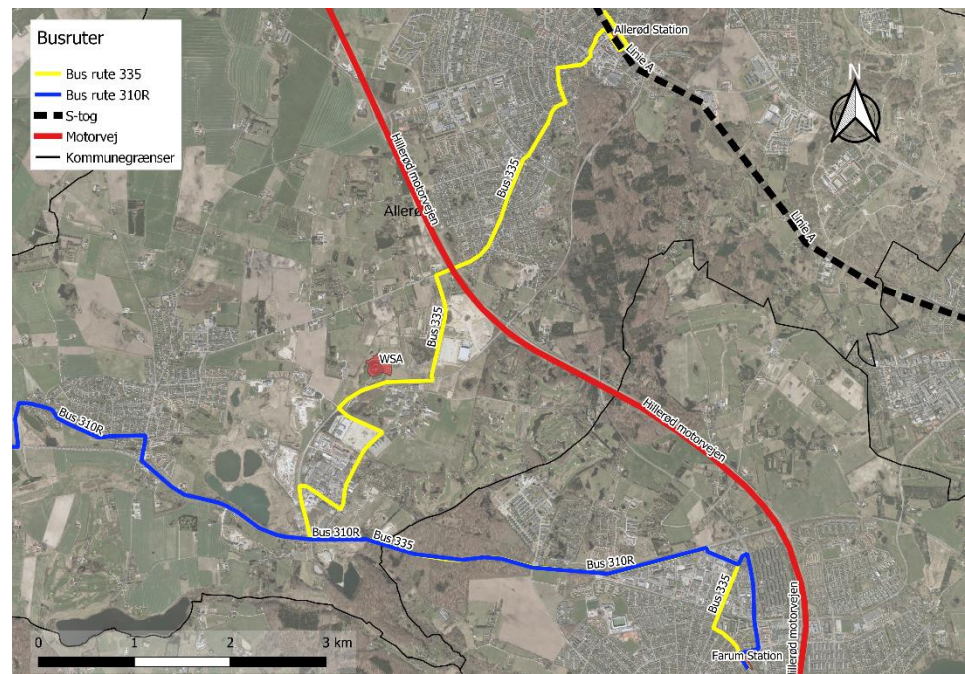 Busruter
Bus rute 335
Bus rute 310R
S-tog
Motorvej
Kommunegrænser
Allerød Station
Linie A
N
Hillerød motorvejen
Bus 335
Allerø
Linie A
Bus 335
WSA
Bus 310R
Hillerød motorvejen
Bus 310R
Bus 335
Bus 310R
Bus 335
Hillerød motorvejen
Farum Station
0 1 2 3 km